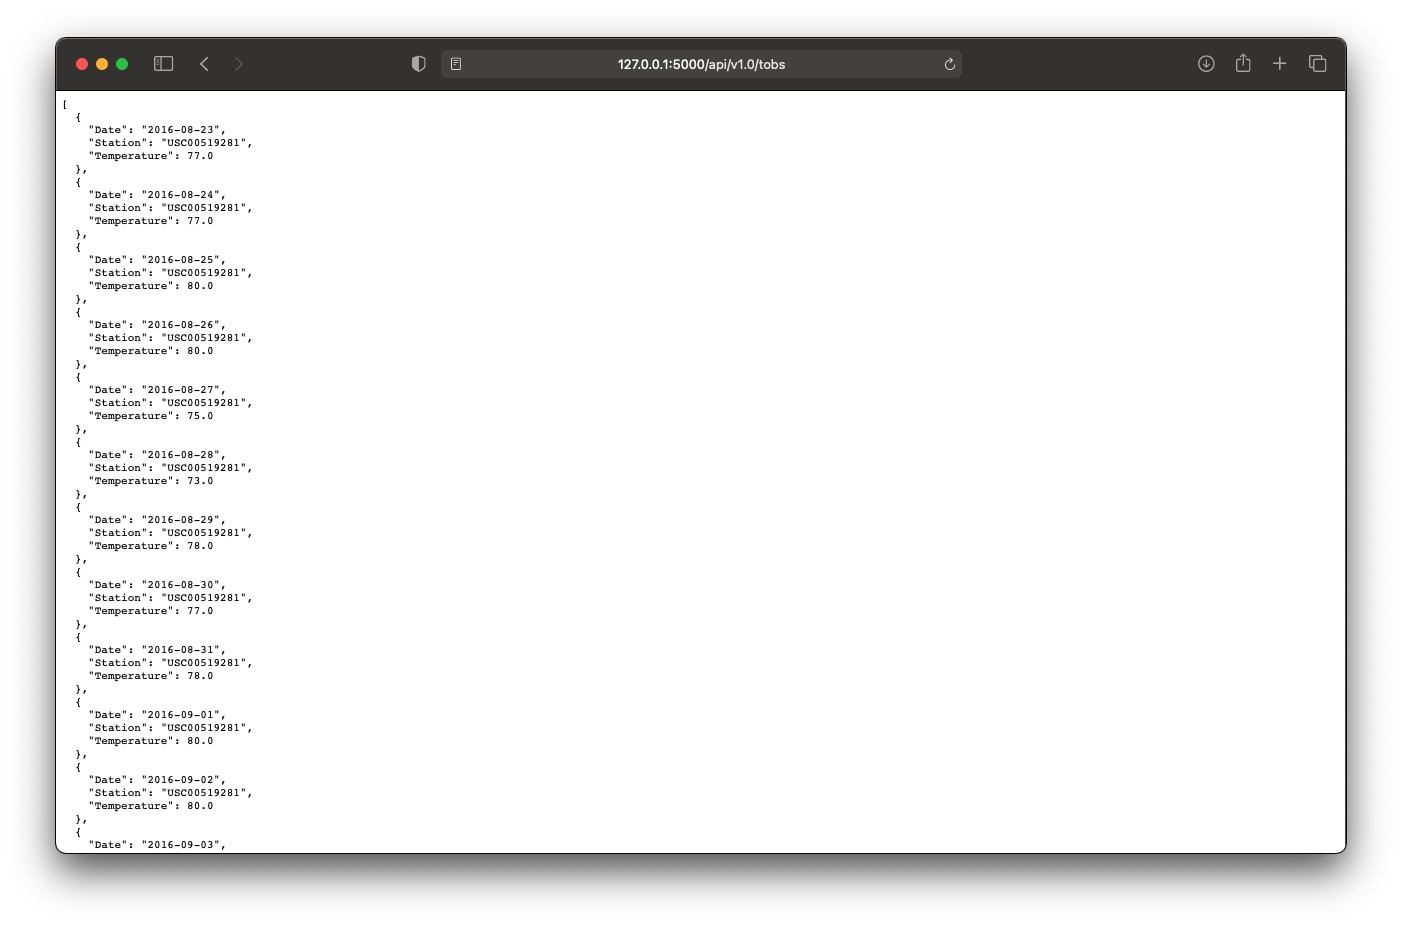 127.0.0.1:5000/api/v1.0/tobs
[
  {
    "Date": "2016-08-23",
    "Station": "USC00519281",
    "Temperature": 77.0
  },
  {
    "Date": "2016-08-24",
    "Station": "USC00519281",
    "Temperature": 77.0
  },
  {
    "Date": "2016-08-25",
    "Station": "USC00519281",
    "Temperature": 80.0
  },
  {
    "Date": "2016-08-26",
    "Station": "USC00519281",
    "Temperature": 80.0
  },
  {
    "Date": "2016-08-27",
    "Station": "USC00519281",
    "Temperature": 75.0
  },
  {
    "Date": "2016-08-28",
    "Station": "USC00519281",
    "Temperature": 73.0
  },
  {
    "Date": "2016-08-29",
    "Station": "USC00519281",
    "Temperature": 78.0
  },
  {
    "Date": "2016-08-30",
    "Station": "USC00519281",
    "Temperature": 77.0
  },
  {
    "Date": "2016-08-31",
    "Station": "USC00519281",
    "Temperature": 78.0
  },
  {
    "Date": "2016-09-01",
    "Station": "USC00519281",
    "Temperature": 80.0
  },
  {
    "Date": "2016-09-02",
    "Station": "USC00519281",
    "Temperature": 80.0
  },
  {
    "Date": "2016-09-03",